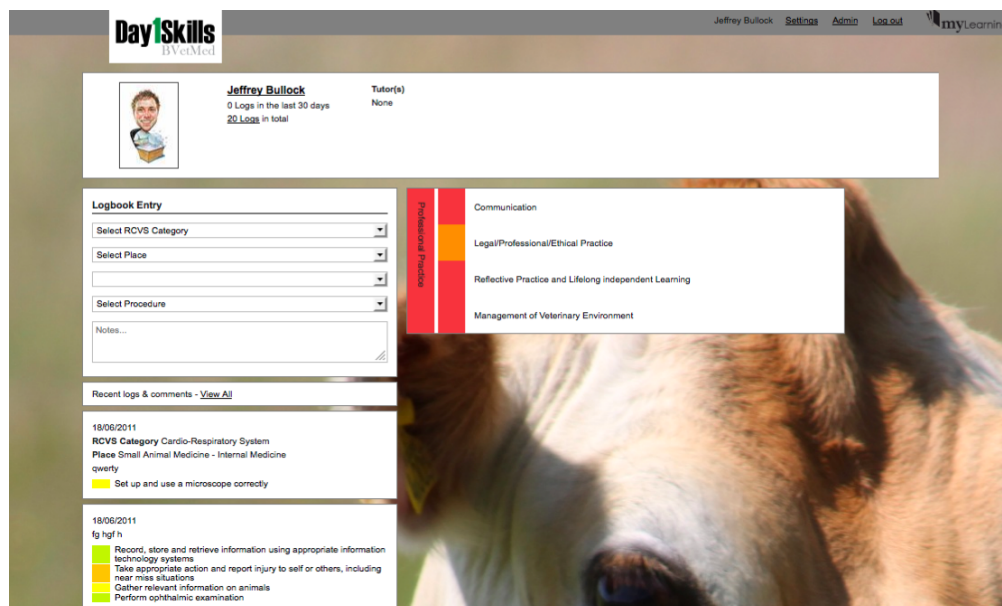 Day1Skills
BVetMed
Jeffrey Bullock Settings Admin Log out
myLearnin
Jeffrey Bullock
0 Logs in the last 30 days
20 Logs in total
Tutor(s)
None
Logbook Entry
Select RCVS Category
Select Place
Select Procedure
Notes...
Professional Practice
Communication
Legal/Professional/Ethical Practice
Reflective Practice and Lifelong independent Learning
Management of Veterinary Environment
Recent logs & comments - View All
18/06/2011
RCVS Category Cardio-Respiratory System
Place Small Animal Medicine - Internal Medicine
qwerty
Set up and use a microscope correctly
18/06/2011
fg hgf h
Record, store and retrieve information using appropriate information
technology systems
Take appropriate action and report injury to self or others, including
near miss situations
Gather relevant information on animals
Perform ophthalmic examination